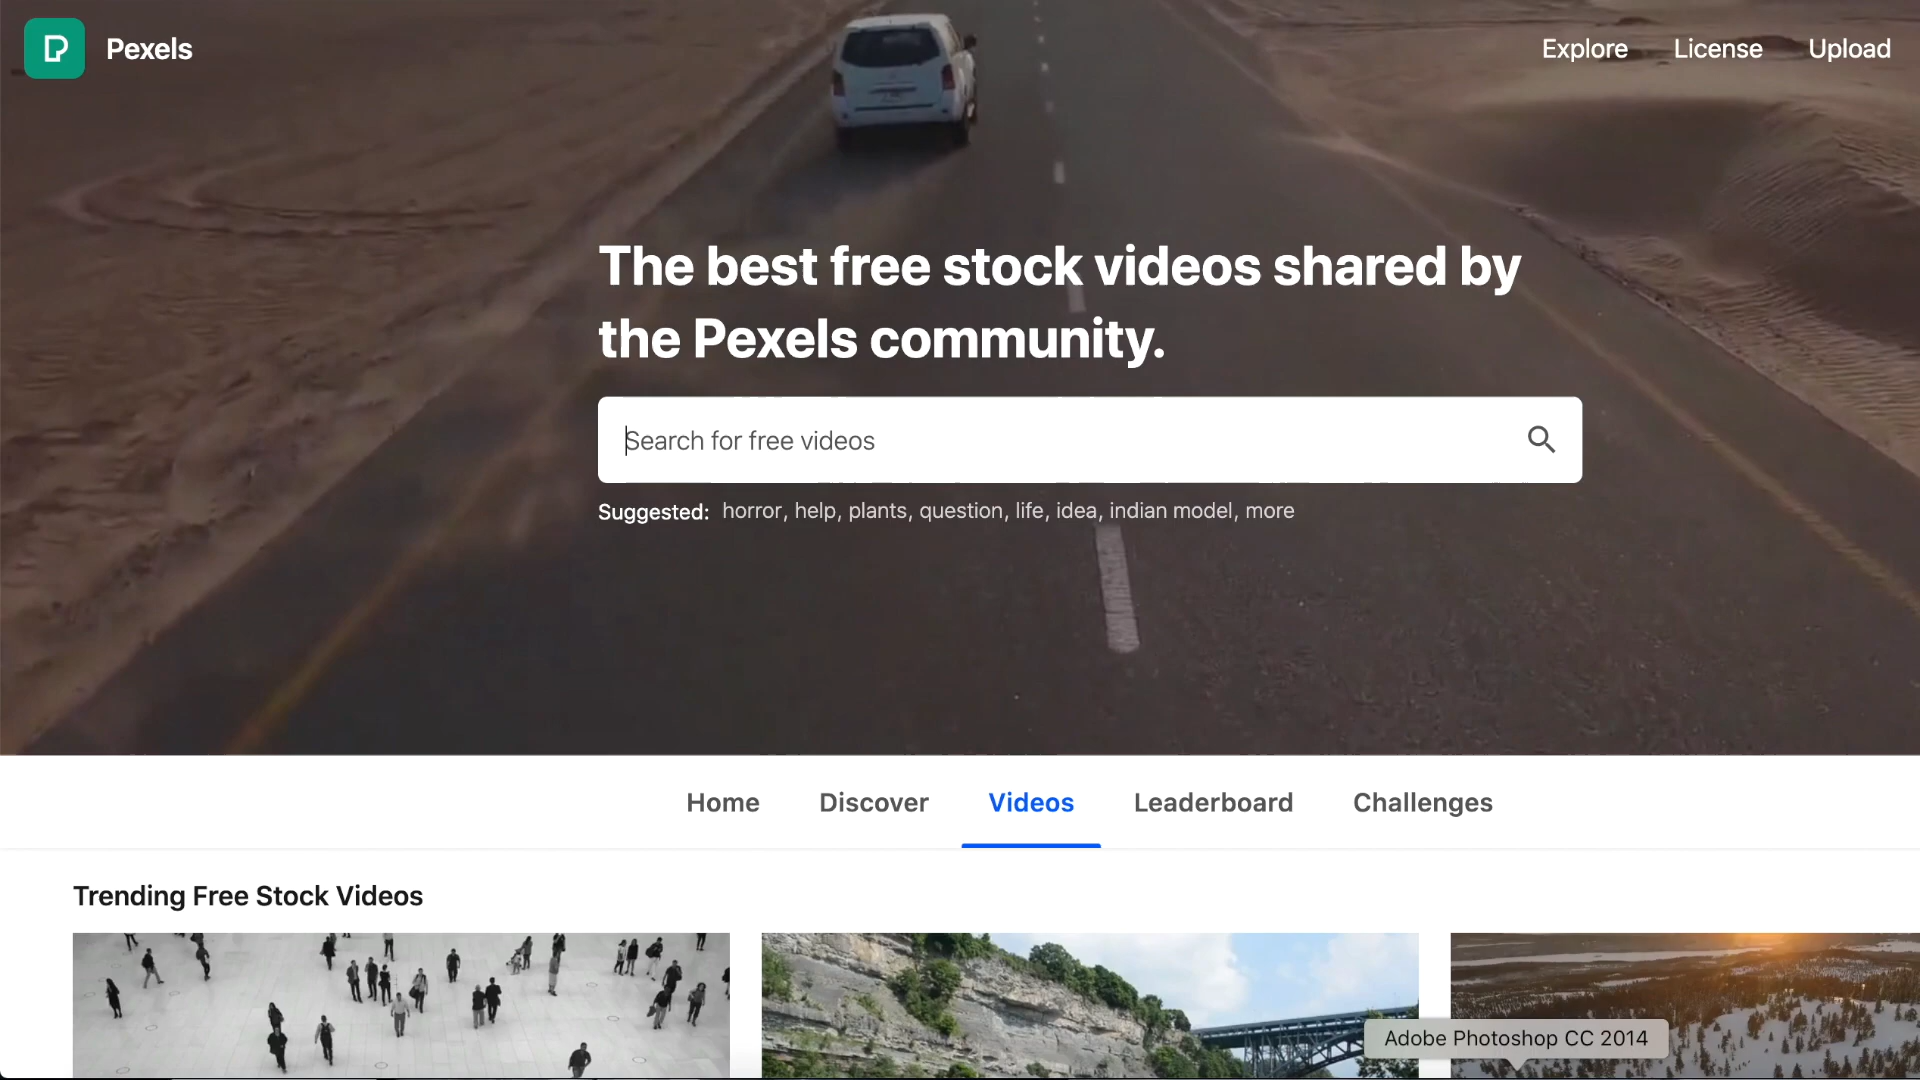 Pexels
Explore License Upload
The best free stock videos shared by
the Pexels community.
Search for free videos
Suggested: horror, help, plants, question, life, idea, indian model, more
Home Discover Videos Leaderboard Challenges
Trending Free Stock Videos
Adobe Photoshop CC 2014